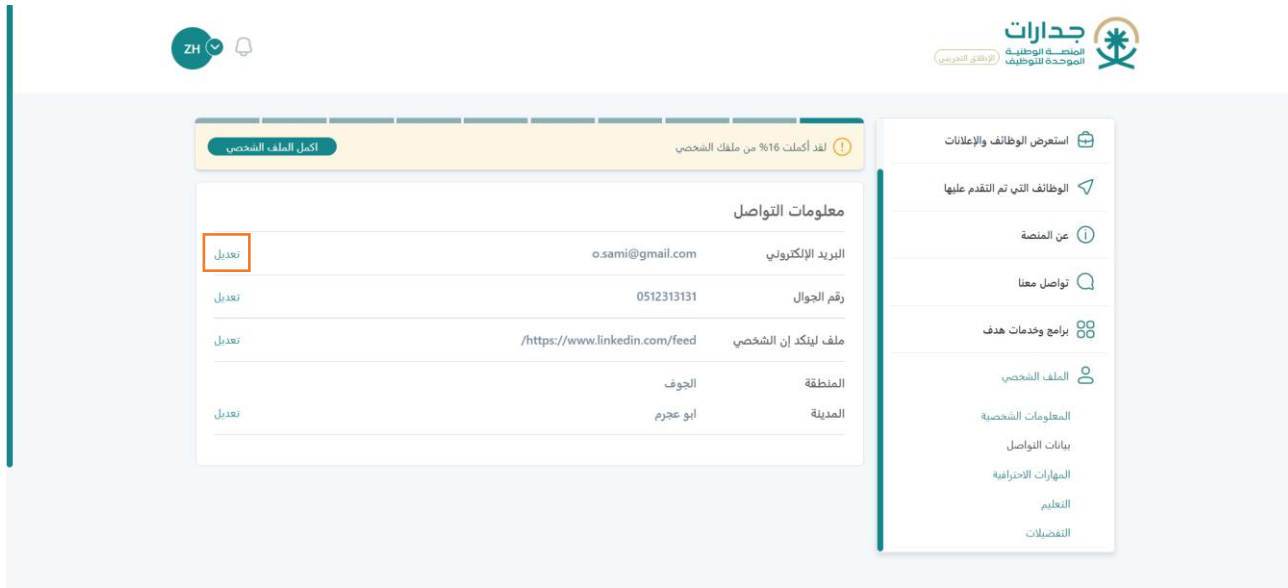 جدارات
المنصة الوطنية
الموحدة للتوظيف
الإطلاق التجريبي
ZH
استعرض الوظائف والإعلانات
الوظائف التي تم التقدم عليها
عن المنصة
تواصل معنا
برامج وخدمات هدف
الملف الشخصي
المعلومات الشخصية
بيانات التواصل
المهارات الاحترافية
التعليم
التفضيلات
لقد أكملت 16% من ملفك الشخصي
اكمل الملف الشخصي
معلومات التواصل
البريد الإلكتروني o.sami@gmail.com تعديل
رقم الجوال 0512313131 تعديل
ملف لينكد إن الشخصي https://www.linkedin.com/feed/ تعديل
المنطقة الجوف
المدينة ابو عجرم تعديل